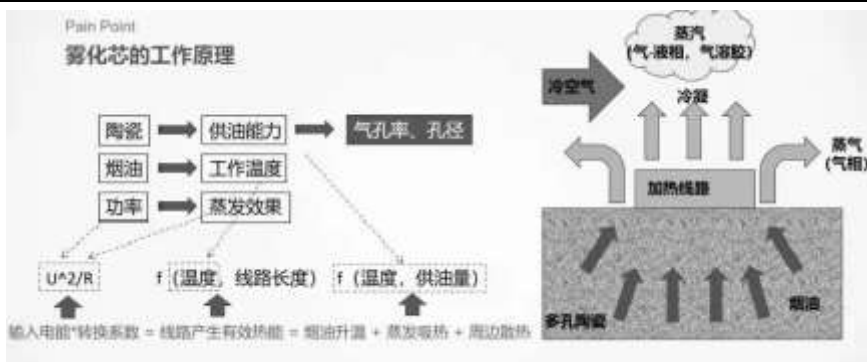 Pain Point
雾化芯的工作原理
陶瓷
供油能力
气孔率、孔径
烟油
工作温度
功率
蒸发效果
U^2/R
f（温度，线路长度）
f（温度，供油量）
输入电能*转换系数 = 线路产生有效热能 = 烟油升温 + 蒸发吸热 + 周边散热
蒸汽
(气-液相，气溶胶)
冷空气
冷凝
蒸气
(气相)
加热线路
多孔陶瓷
烟油